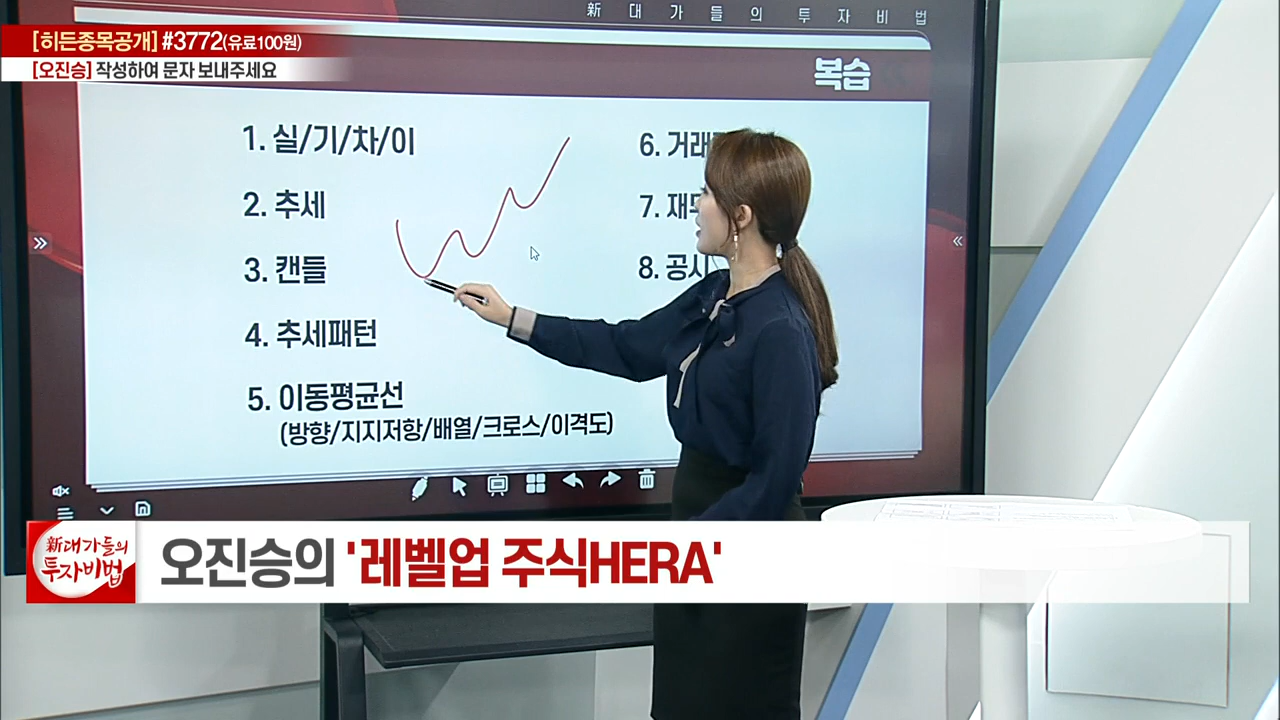 新 대 가 들 의 투 자 비 법
[히든종목공개] #3772(유료100원)
[오진승] 작성하여 문자 보내주세요
복습
1. 실/기/차/이
2. 추세
3. 캔들
4. 추세패턴
5. 이동평균선
(방향/지지저항/배열/크로스/이격도)
6. 거래
7.
8. 공시
新대가들의
투자비법
오진승의 '레벨업 주식HERA'